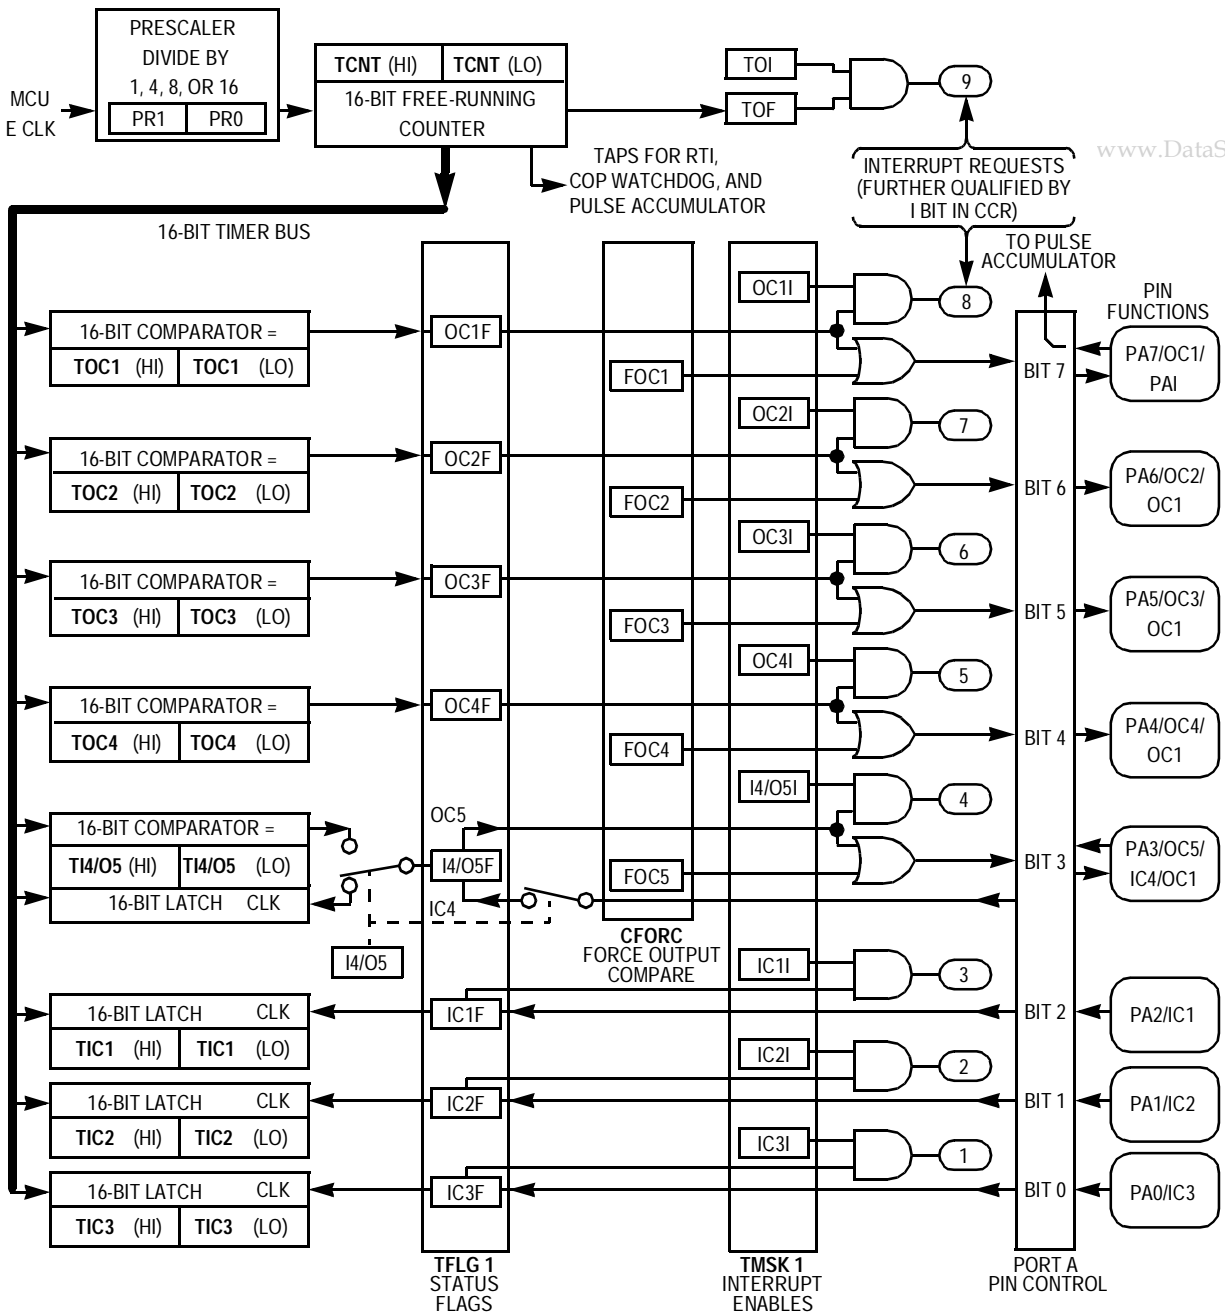 PRESCALER
DIVIDE BY
1, 4, 8, OR 16
PR1 PR0
MCU
E CLK
TCNT (HI) TCNT (LO)
16-BIT FREE-RUNNING
COUNTER
TOI
TOF
9
TAPS FOR RTI,
COP WATCHDOG, AND
PULSE ACCUMULATOR
INTERRUPT REQUESTS
(FURTHER QUALIFIED BY
I BIT IN CCR)
www.DataS
16-BIT TIMER BUS
TO PULSE
ACCUMULATOR
PIN
FUNCTIONS
OC1I
8
16-BIT COMPARATOR =
TOC1 (HI) TOC1 (LO)
OC1F
FOC1
BIT 7
PA7/OC1/
PAI
OC2I
7
16-BIT COMPARATOR =
TOC2 (HI) TOC2 (LO)
OC2F
FOC2
BIT 6
PA6/OC2/
OC1
OC3I
6
16-BIT COMPARATOR =
TOC3 (HI) TOC3 (LO)
OC3F
FOC3
BIT 5
PA5/OC3/
OC1
OC4I
5
16-BIT COMPARATOR =
TOC4 (HI) TOC4 (LO)
OC4F
FOC4
BIT 4
PA4/OC4/
OC1
I4/O5I
4
OC5
16-BIT COMPARATOR =
TI4/O5 (HI) TI4/O5 (LO)
16-BIT LATCH CLK
I4/O5F
FOC5
BIT 3
PA3/OC5/
IC4/OC1
IC4
I4/O5
CFORC
FORCE OUTPUT
COMPARE
IC1I
3
16-BIT LATCH CLK
TIC1 (HI) TIC1 (LO)
IC1F
BIT 2
PA2/IC1
IC2I
2
16-BIT LATCH CLK
TIC2 (HI) TIC2 (LO)
IC2F
BIT 1
PA1/IC2
IC3I
1
16-BIT LATCH CLK
TIC3 (HI) TIC3 (LO)
IC3F
BIT 0
PA0/IC3
TFLG 1
STATUS
FLAGS
TMSK 1
INTERRUPT
ENABLES
PORT A
PIN CONTROL